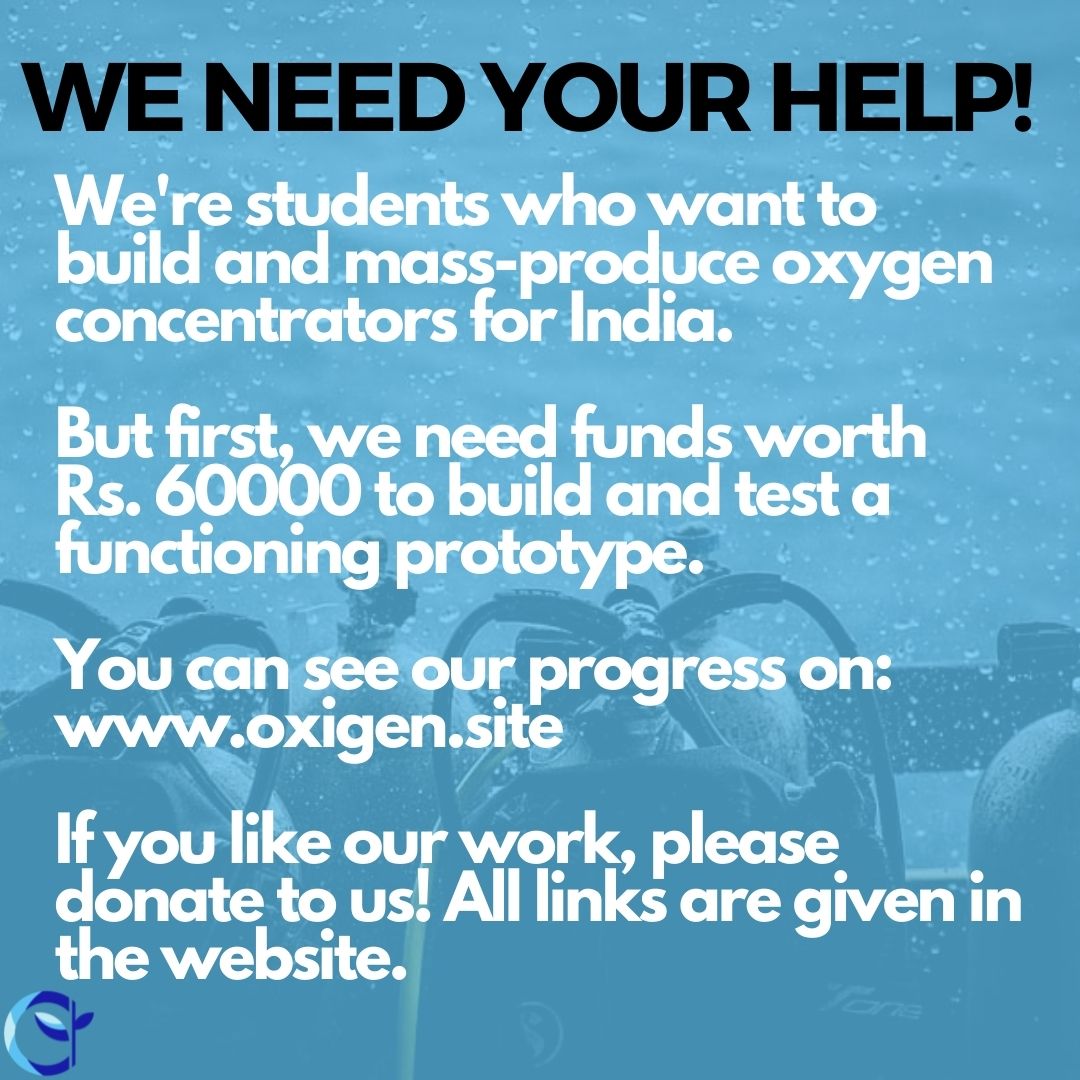 WE NEED YOUR HELP!
We're students who want to
build and mass-produce oxygen
concentrators for India.
But first, we need funds worth
Rs. 60000 to build and test a
functioning prototype.
You can see our progress on:
www.oxigen.site
If you like our work, please
donate to us! All links are given in
the website.